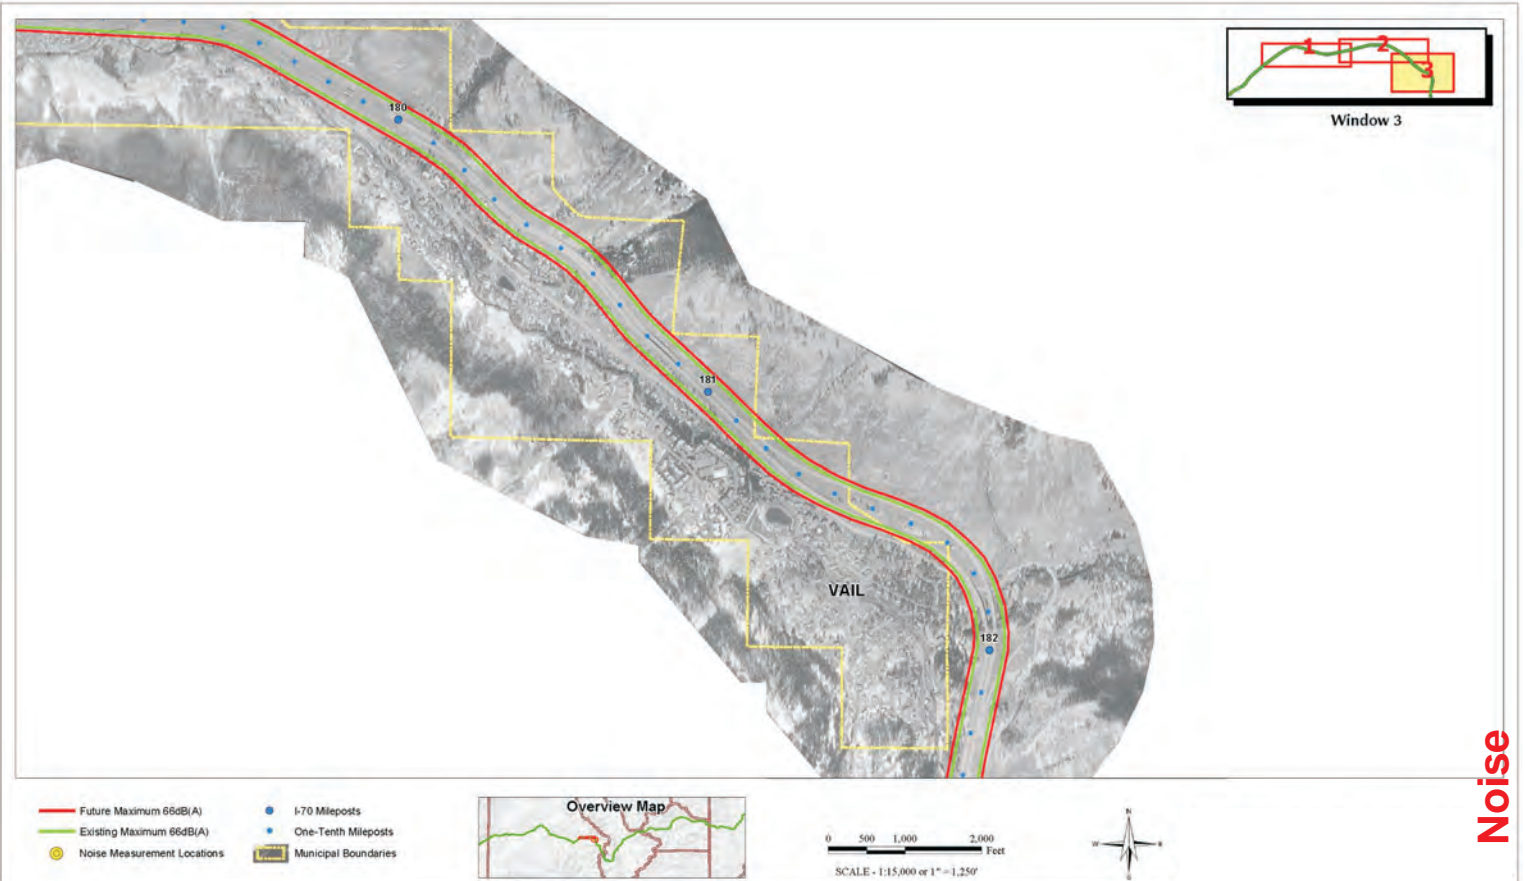 1
2
3
Window 3
180
181
VAIL
182
Noise
Future Maximum 66dB(A)
Existing Maximum 66dB(A)
Noise Measurement Locations
I-70 Mileposts
One-Tenth Mileposts
Municipal Boundaries
Overview Map
0 500 1,000 2,000
Feet
SCALE - 1:15,000 or 1" = 1,250'
N
W E
S